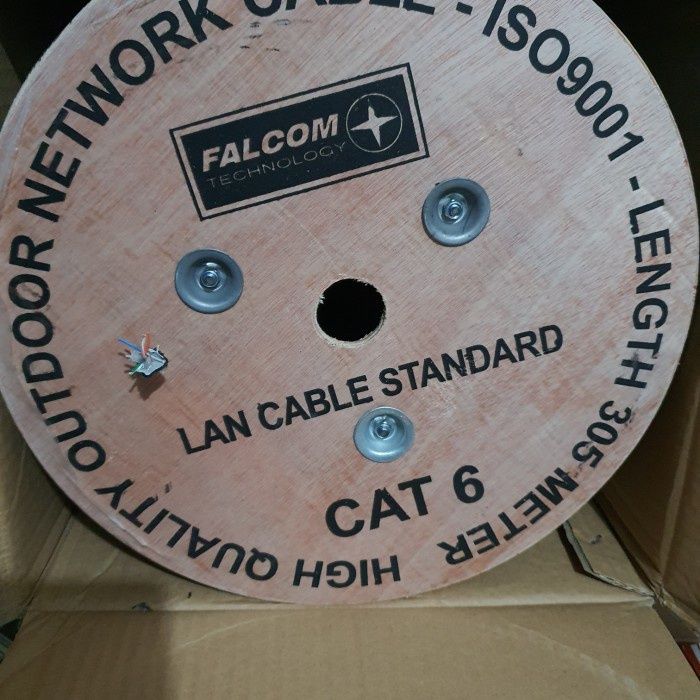 HIGH QUALITY OUTDOOR NETWORK CABLE - ISO9001 - LENGTH 305 METER
FALCOM
TECHNOLOGY
LAN CABLE STANDARD
CAT 6